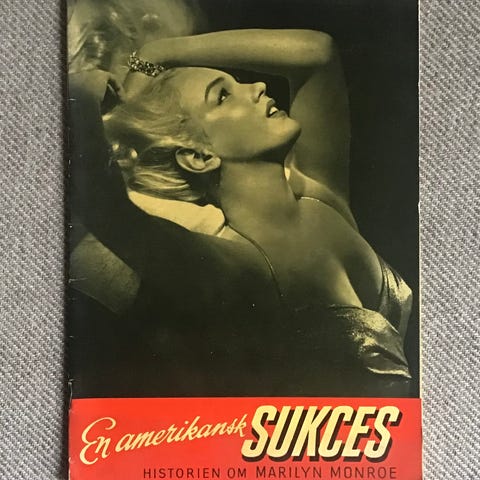 En amerikansk SUKCES
HISTORIEN OM MARILYN MONROE